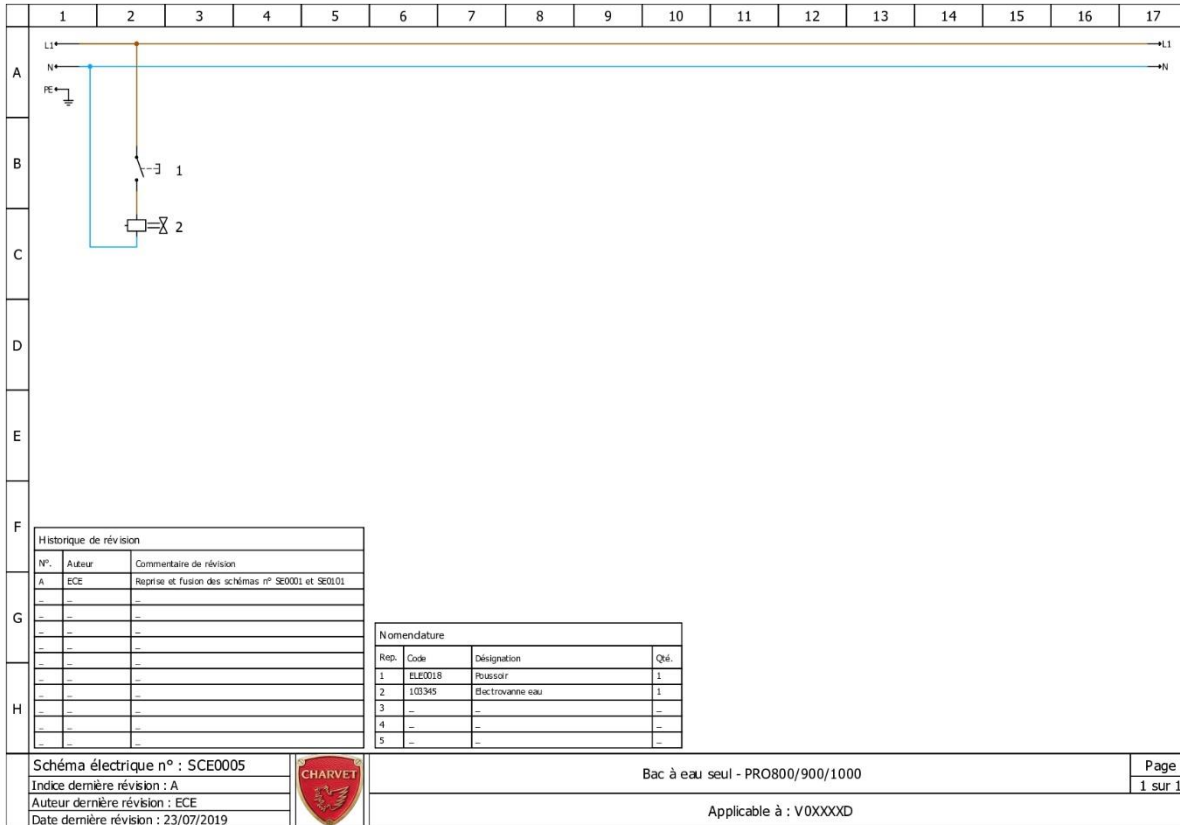 1 2 3 4 5 6 7 8 9 10 11 12 13 14 15 16 17
A
L1 L1
N N
PE
B
1
2
C
D
E
F
Historique de révision
N°. Auteur Commentaire de révision
A ECE Reprise et fusion des schémas n° SE0001 et SE0101
_ _ _
_ _ _
G
_ _ _
_ _ _
_ _ _
_ _ _
_ _ _
H
_ _ _
_ _ _
_ _ _
Nomenclature
Rep. Code Désignation Qté.
1 ELE0018 Poussoir 1
2 103345 Electrovanne eau 1
3 _ _ _
4 _ _ _
5 _ _ _
Schéma électrique n° : SCE0005
Indice dernière révision : A
Auteur dernière révision : ECE
Date dernière révision : 23/07/2019
CHARVET
Bac à eau seul - PRO800/900/1000
Applicable à : V0XXXXD
Page
1 sur 1